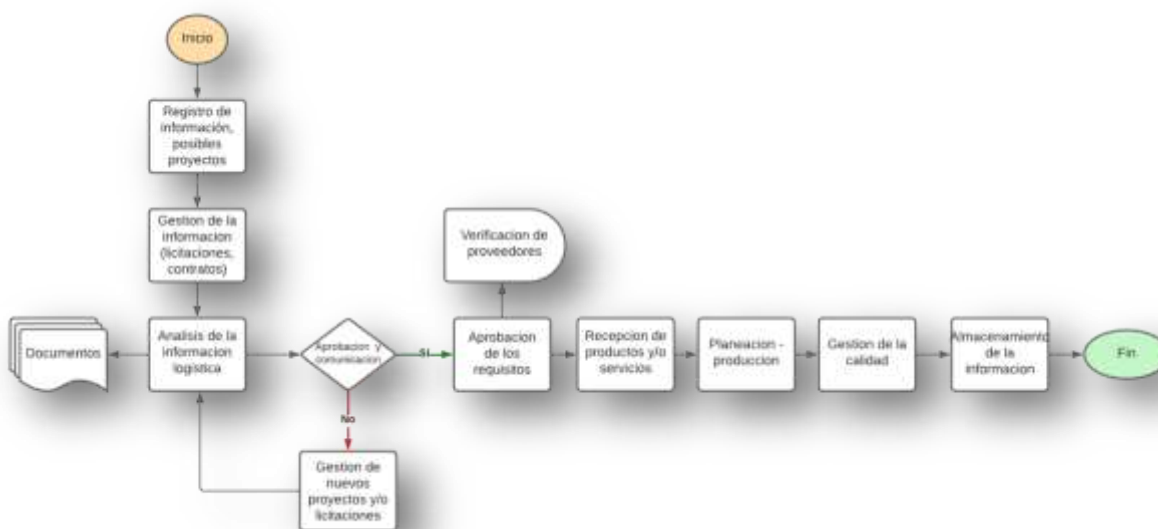 Inicio
Registro de
información,
posibles
proyectos
Gestion de la
informacion
(licitaciones,
contratos)
Documentos
Analisis de la
informacion
logistica
Aprobacion y
comunicacion
Si
No
Gestion de
nuevos
proyectos y/o
licitaciones
Verificacion de
proveedores
Aprobacion
de los
requisitos
Recepcion de
productos y/o
servicios
Planeacion -
produccion
Gestion de la
calidad
Almacenamiento
de la
informacion
Fin